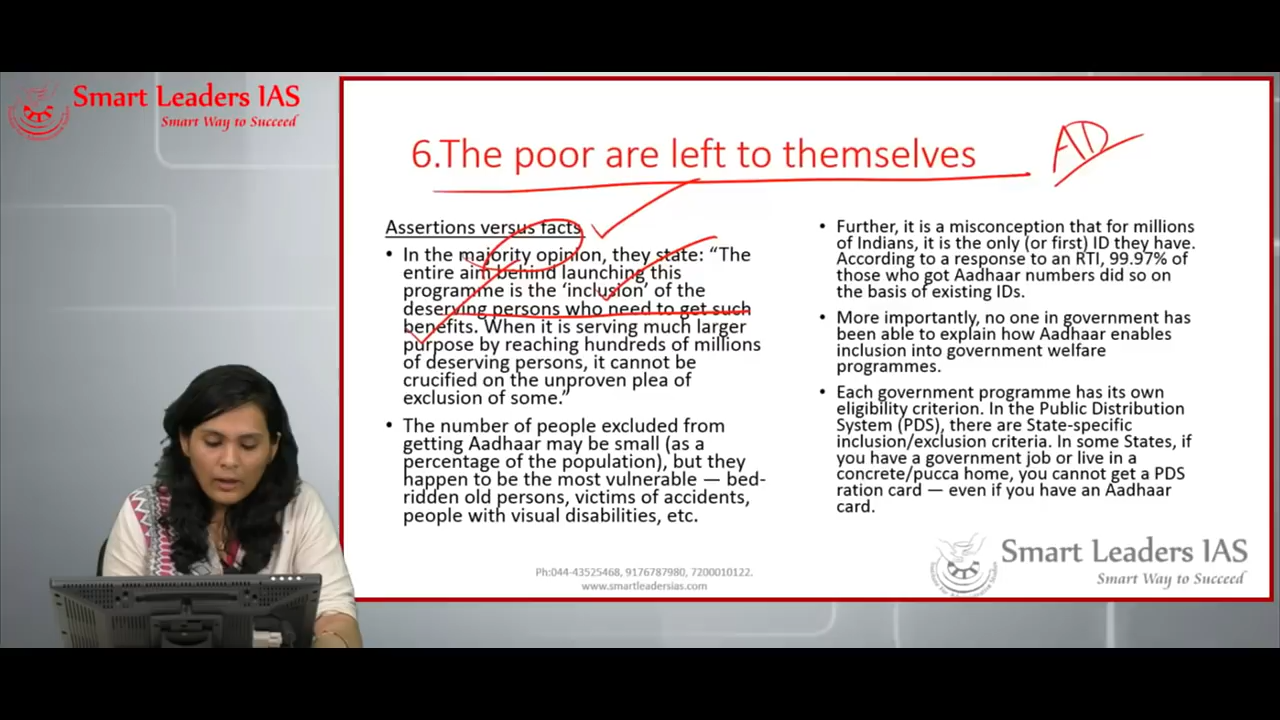 Smart Leaders IAS
Smart Way to Succeed
6.The poor are left to themselves
AD
Assertions versus facts
• In the majority opinion, they state: “The
entire aim behind launching this
programme is the ‘inclusion’ of the
deserving persons who need to get such
benefits. When it is serving much larger
purpose by reaching hundreds of millions
of deserving persons, it cannot be
crucified on the unproven plea of
exclusion of some.”
• The number of people excluded from
getting Aadhaar may be small (as a
percentage of the population), but they
happen to be the most vulnerable — bed-
ridden old persons, victims of accidents,
people with visual disabilities, etc.
• Further, it is a misconception that for millions
of Indians, it is the only (or first) ID they have.
According to a response to an RTI, 99.97% of
those who got Aadhaar numbers did so on
the basis of existing IDs.
• More importantly, no one in government has
been able to explain how Aadhaar enables
inclusion into government welfare
programmes.
• Each government programme has its own
eligibility criterion. In the Public Distribution
System (PDS), there are State-specific
inclusion/exclusion criteria. In some States, if
you have a government job or live in a
concrete/pucca home, you cannot get a PDS
ration card — even if you have an Aadhaar
card.
Ph:044-43525468, 9176787980, 7200010122.
www.smartleadersias.com
Smart Leaders IAS
Smart Way to Succeed